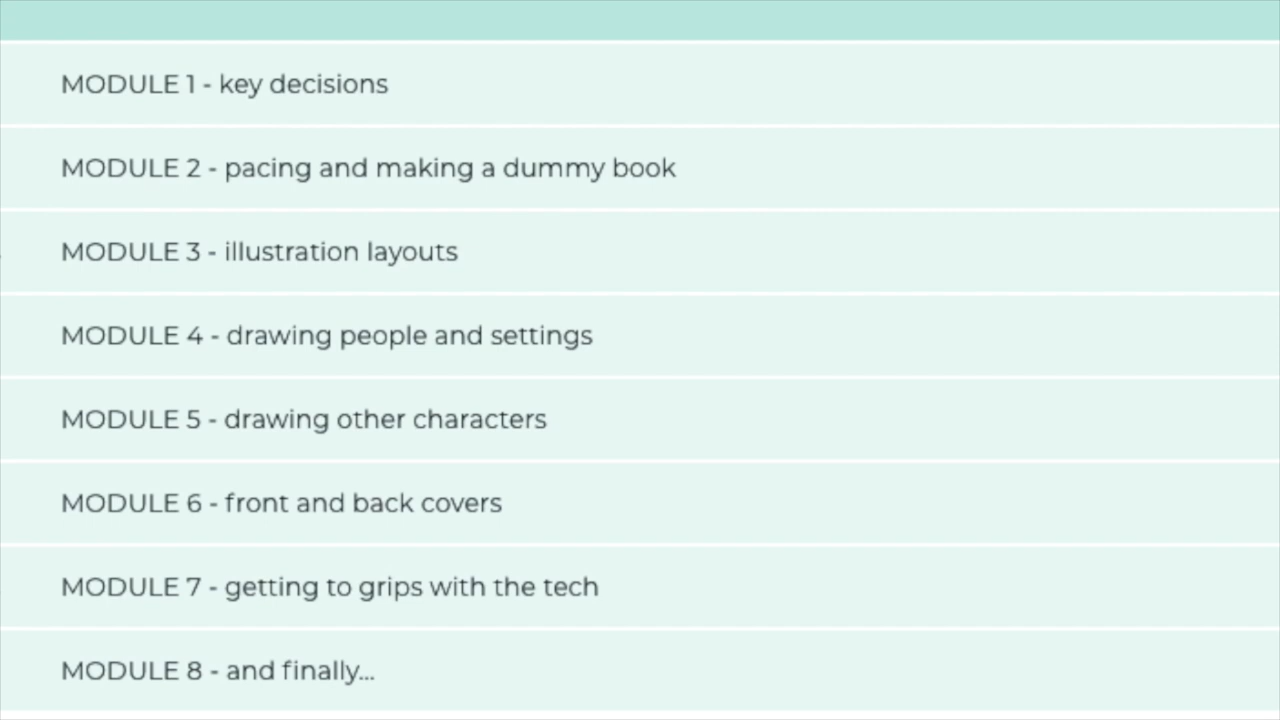 MODULE 1 - key decisions
MODULE 2 - pacing and making a dummy book
MODULE 3 - illustration layouts
MODULE 4 - drawing people and settings
MODULE 5 - drawing other characters
MODULE 6 - front and back covers
MODULE 7 - getting to grips with the tech
MODULE 8 - and finally...